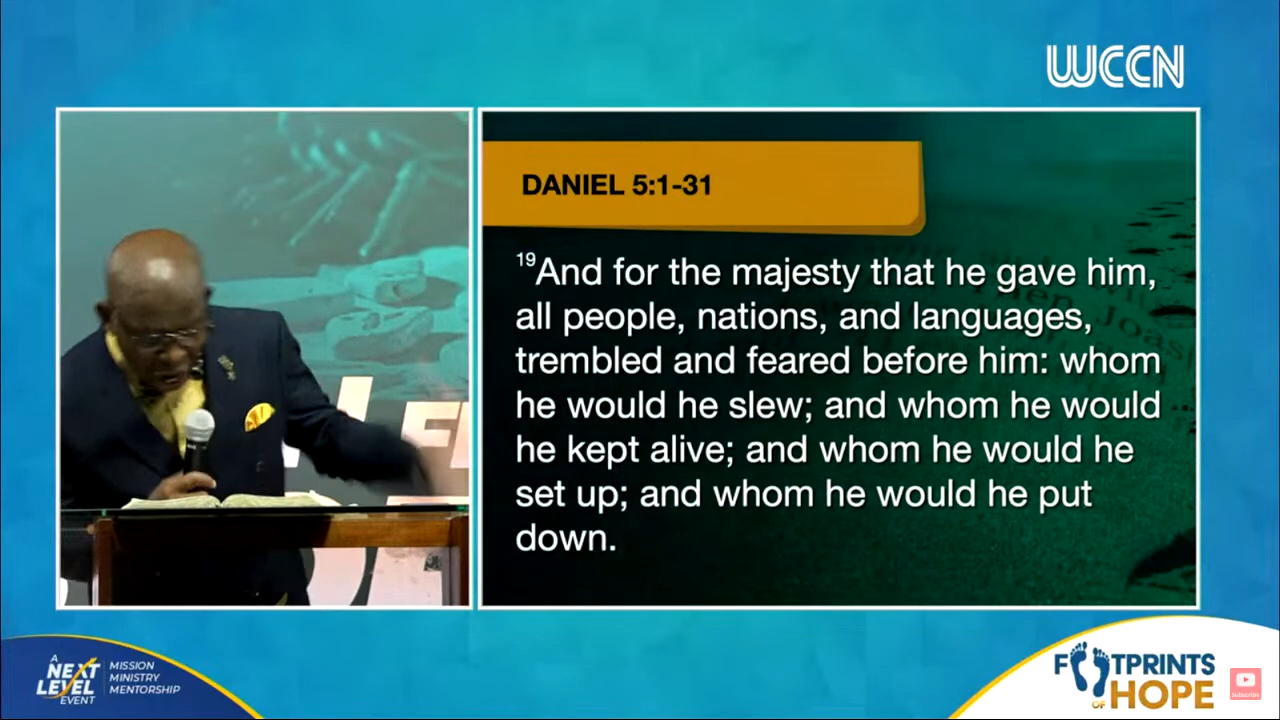 WCCN
DANIEL 5:1-31
19And for the majesty that he gave him,
all people, nations, and languages,
trembled and feared before him: whom
he would he slew; and whom he would
he kept alive; and whom he would he
set up; and whom he would he put
down.
A
NEXT
LEVEL
EVENT
MISSION
MINISTRY
MENTORSHIP
FOOTPRINTS
OF HOPE
Subscribe